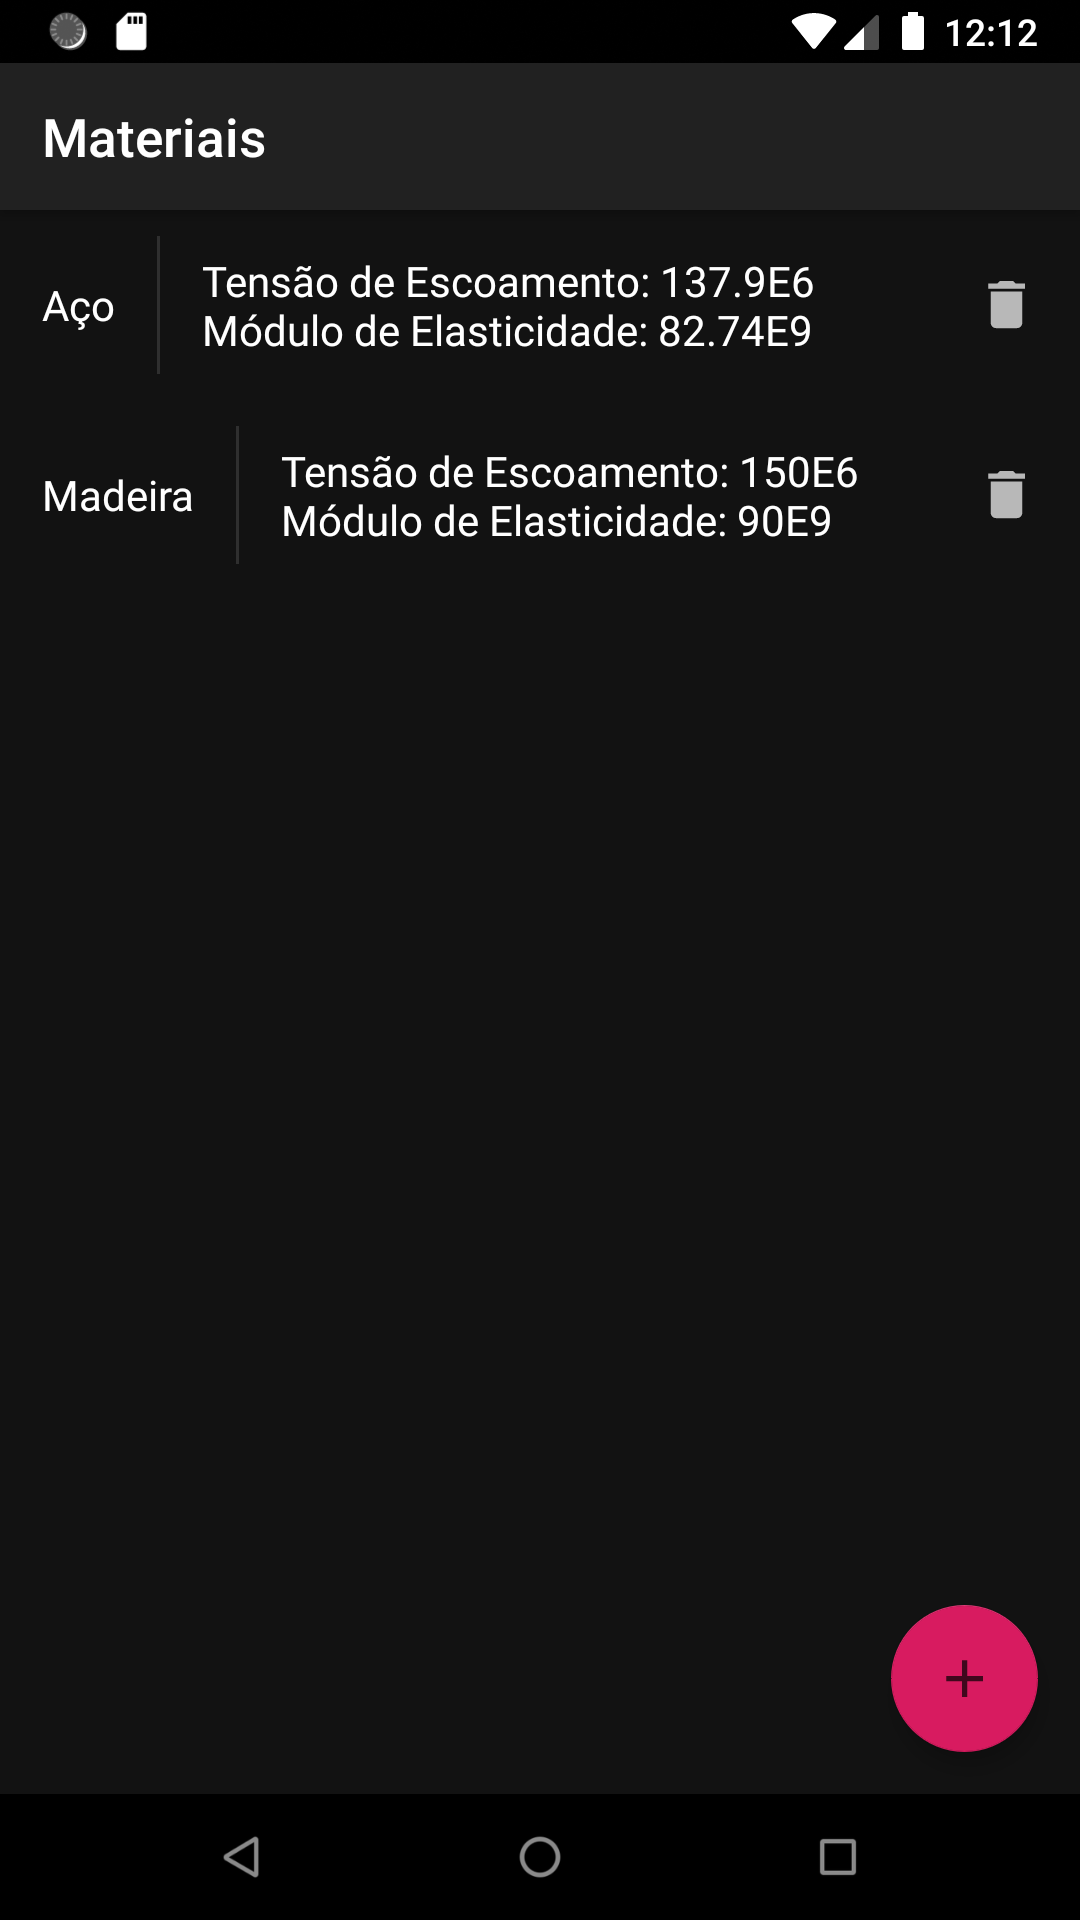 12:12
Materiais
Aço
Tensão de Escoamento: 137.9E6
Módulo de Elasticidade: 82.74E9
Madeira
Tensão de Escoamento: 150E6
Módulo de Elasticidade: 90E9